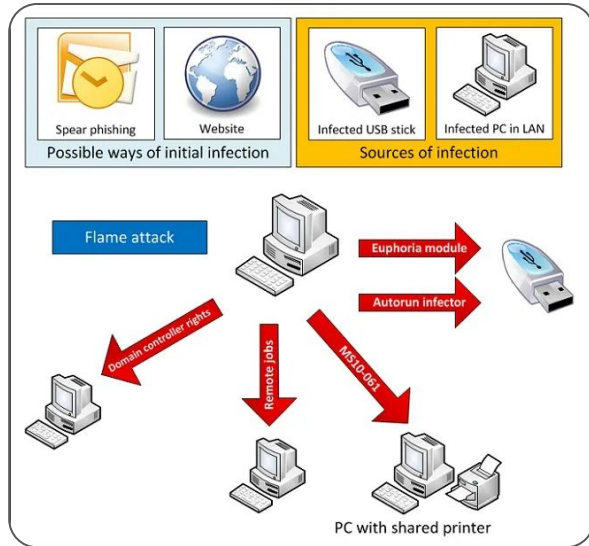 Spear phishing
Website
Possible ways of initial infection
Infected USB stick
Infected PC in LAN
Sources of infection
Flame attack
Euphoria module
Autorun infector
Domain controller rights
Remote jobs
MS10-061
PC with shared printer